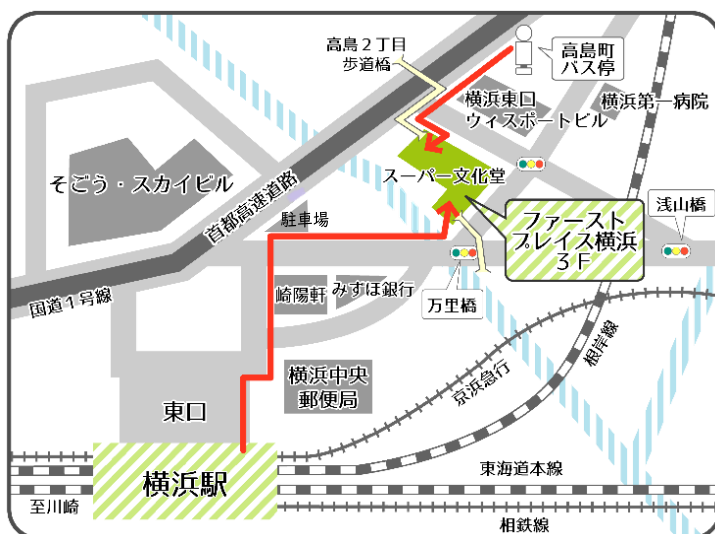 高島２丁目
歩道橋
高島町
バス停
横浜東口
ウィスポートビル
横浜第一病院
そごう・スカイビル
首都高速道路
スーパー文化堂
駐車場
ファースト
プレイス横浜
３Ｆ
浅山橋
国道１号線
崎陽軒
みずほ銀行
万里橋
横浜中央
郵便局
京浜急行
根岸線
東口
横浜駅
東海道本線
至川崎
相鉄線